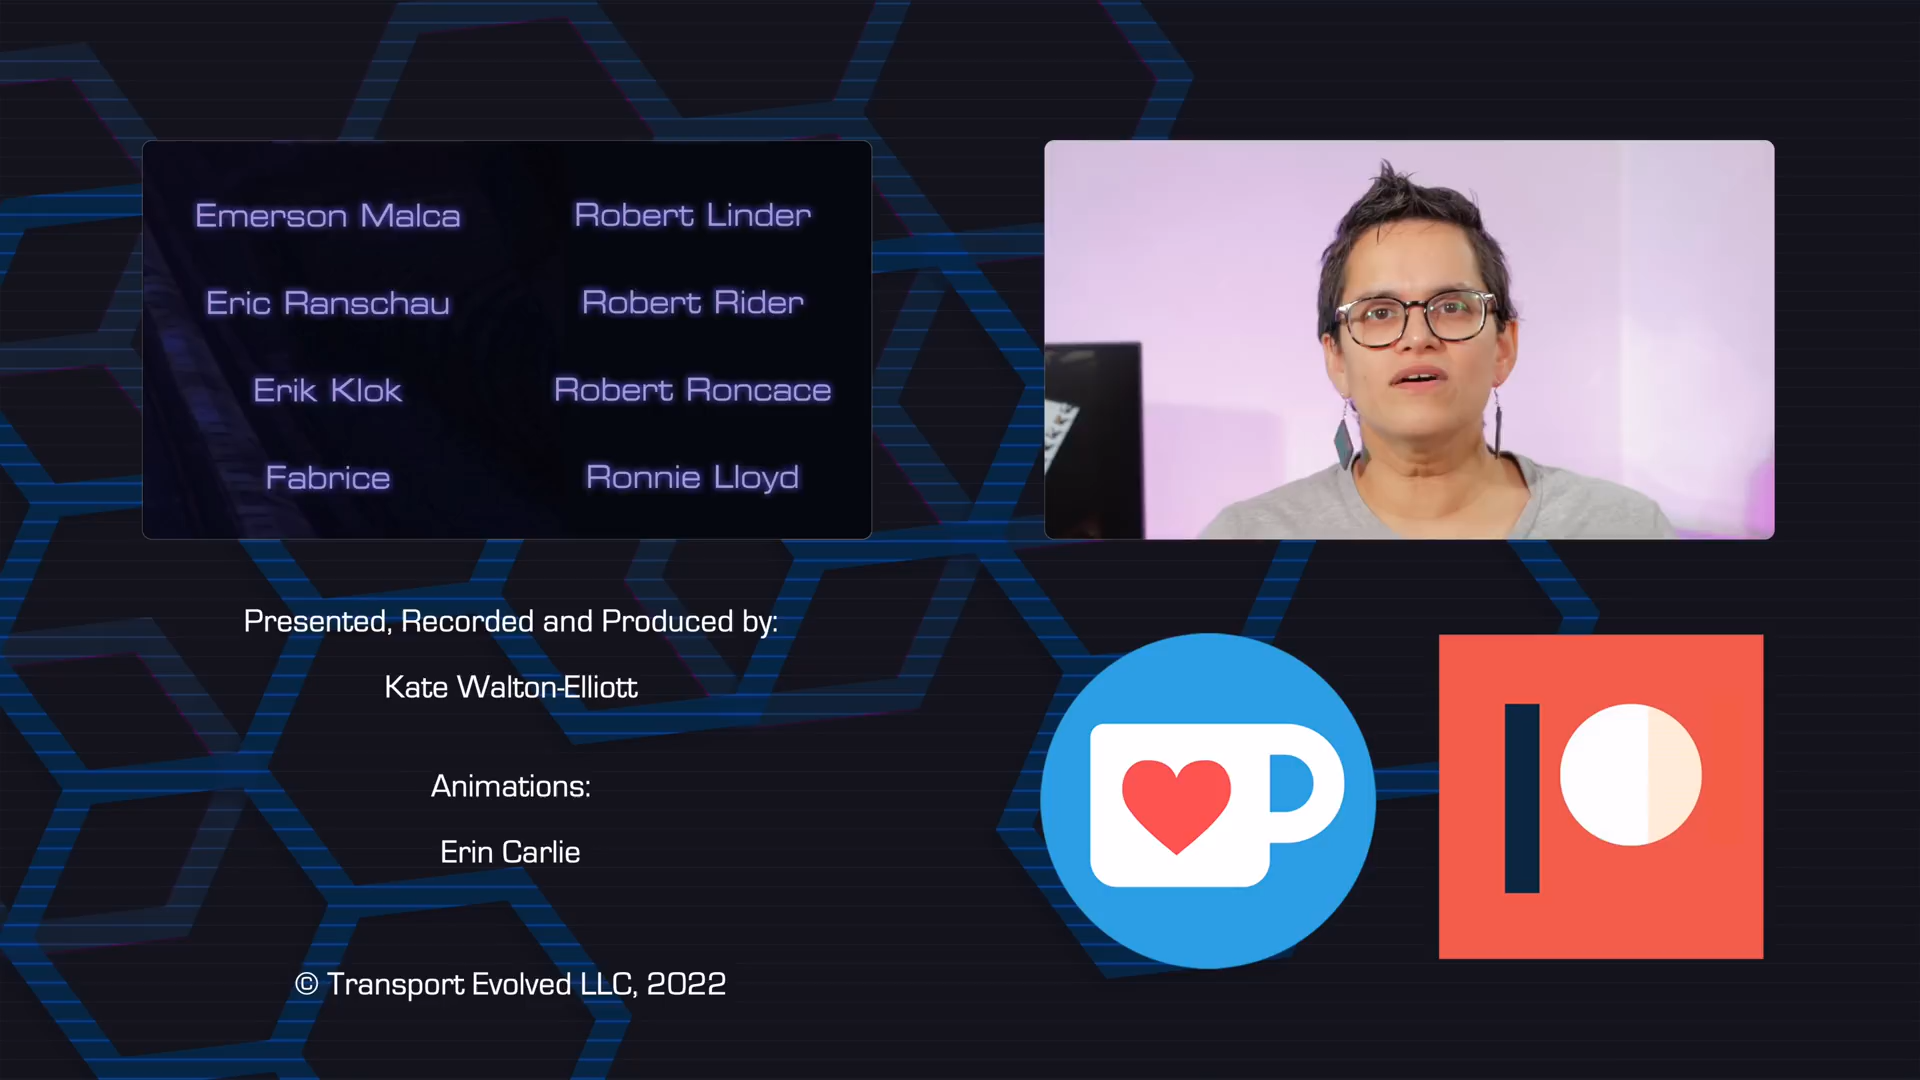 Emerson Malca
Eric Ranschau
Erik Klok
Fabrice
Robert Linder
Robert Rider
Robert Roncace
Ronnie Lloyd
Presented, Recorded and Produced by:
Kate Walton-Elliott
Animations:
Erin Carlie
© Transport Evolved LLC, 2022